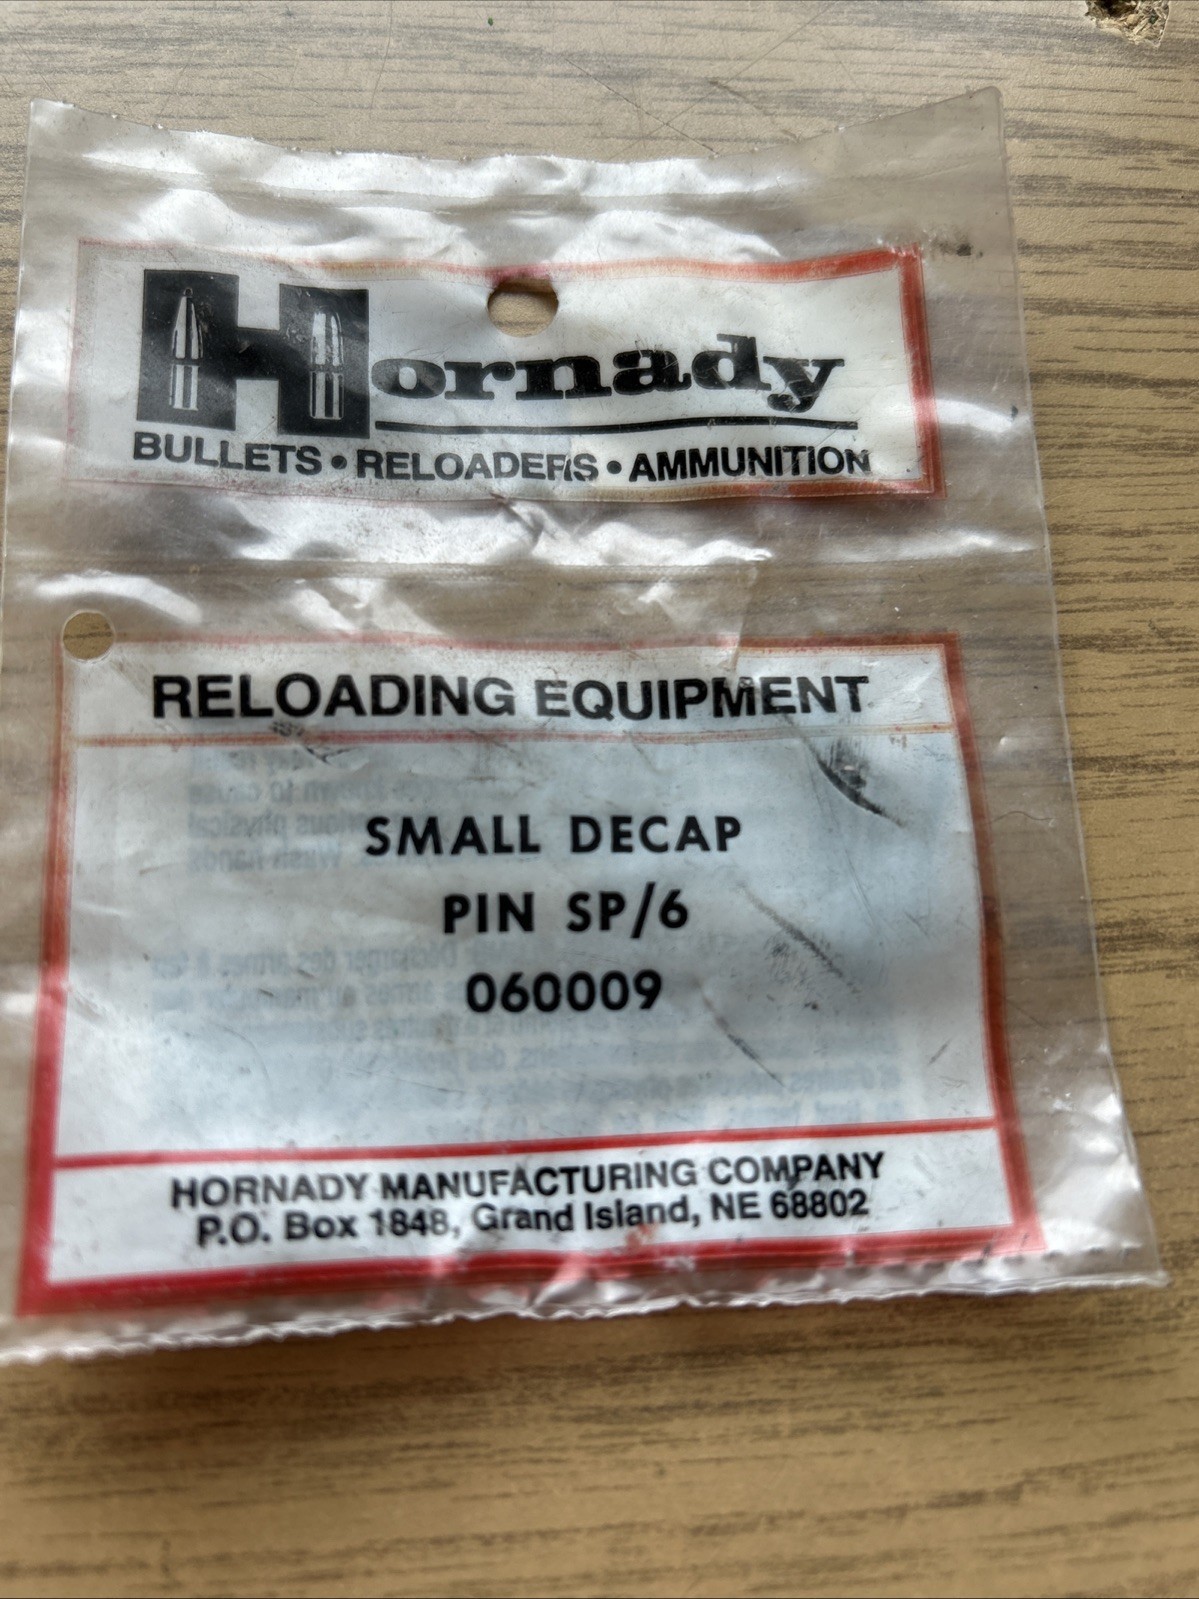 Hornady
BULLETS • RELOADERS • AMMUNITION
RELOADING EQUIPMENT
SMALL DECAP
PIN SP/6
060009
HORNADY MANUFACTURING COMPANY
P.O. Box 1848, Grand Island, NE 68802